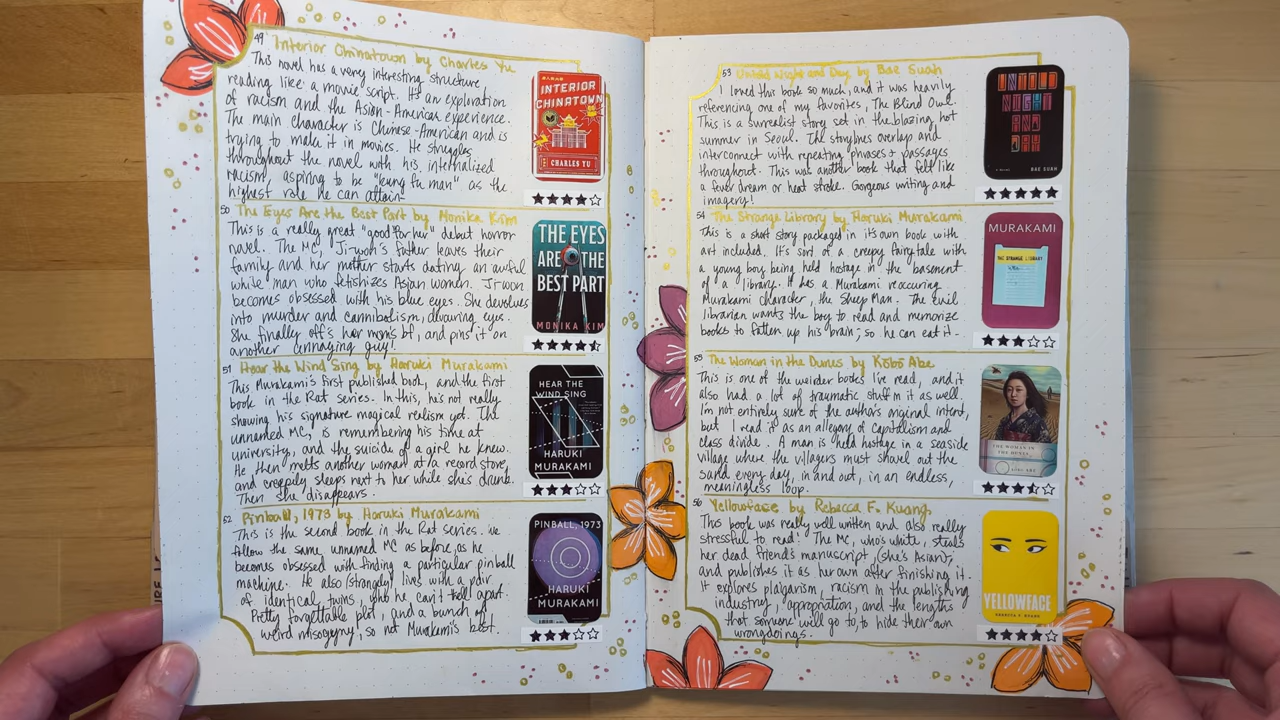 49 Interior Chinatown by Charles Yu
This novel has a very interesting structure
reading like a movie script. It's an exploration
of racism and the Asian-American experience.
The main character is Chinese-American and is
trying to make it in movies. He struggles
throughout the novel with his internalized
racism, aspiring to be "kung fu man" as the
highest role he can attain.
INTERIOR
CHINATOWN
CHARLES YU
50 The Eyes Are the Best Part by Monika Kim
This is a really great "good for her" debut horror
novel. The MC, Ji-won's father leaves their
family and her mother starts dating an awful
white man who fetishizes Asian women. Ji-won
becomes obsessed with his blue eyes. She devolves
into murder and cannibolism, devouring eyes.
She finally off's her mom's bf, and pins it on
another annoying guy!
THE EYES
ARE THE
BEST PART
MONIKA KIM
51 Hear the Wind Sing by Haruki Murakami
This Murakami's first published book, and the first
book in the Rat series. In this, he's not really
showing his signature magical realism yet. The
unnamed MC, is remembering his time at
university, and the suicide of a girl he knew.
He then meets another woman at a record store,
and creepily sleeps next to her while she's drunk.
Then she disappears.
HEAR THE
WIND SING
HARUKI
MURAKAMI
52 Pinball, 1973 by Haruki Murakami
This is the second book in the Rat series. We
follow the same, unnamed MC as before, as he
becomes obsessed with finding a particular pinball
machine. He also (strangely) lives with a pair
of identical twins, who he can't tell apart.
Pretty forgettable plot, and a bunch of
weird misogyny, so not Murakami's best.
PINBALL, 1973
HARUKI
MURAKAMI
53 Untold Night and Day, by Bae Suah
I loved this book so much, and it was heavily
referencing one of my favorites, The Blind Owl.
This is a surrealist story set in the blazing hot
summer in Seoul. The storylines overlap and
interconnect with repeating phrases + passages
throughout. This was another book that felt like
a fever dream or heat stroke. Gorgeous writing and
imagery!
UNTOLD
NIGHT
AND
DAY
BAE SUAH
54 The Strange Library by Haruki Murakami
This is a short story packaged in its own book with
art included. It's sort of a creepy fairytale with
a young boy being held hostage in the basement
of a library. It has a Murakami reoccuring
Murakami character, the Sheep Man. The evil
librarian wants the boy to read and memorize
books to fatten up his brain, so he can eat it.
MURAKAMI
THE STRANGE LIBRARY
55 The Woman in the Dunes by Kōbō Abe
This is one of the weirder books I've read, and it
also had a lot of traumatic stuff in it as well.
I'm not entirely sure of the author's original intent,
but I read it as an allegory of capitalism and
class divide. A man is held hostage in a seaside
village where the villagers must shovel out the
sand every day, in and out, in an endless,
meaningless loop.
THE WOMAN IN
THE DUNES
KOBO ABE
56 Yellowface by Rebecca F. Kuang
This book was really well written and also really
stressful to read. The MC, who's white, steals
her dead friend's manuscript (she's Asian),
and publishes it as her own after finishing it.
It explores plagarism, racism in the publishing
industry, appropriation, and the lengths
that someone will go to, to hide their own
wrongdoings.
YELLOWFACE
REBECCA F. KUANG